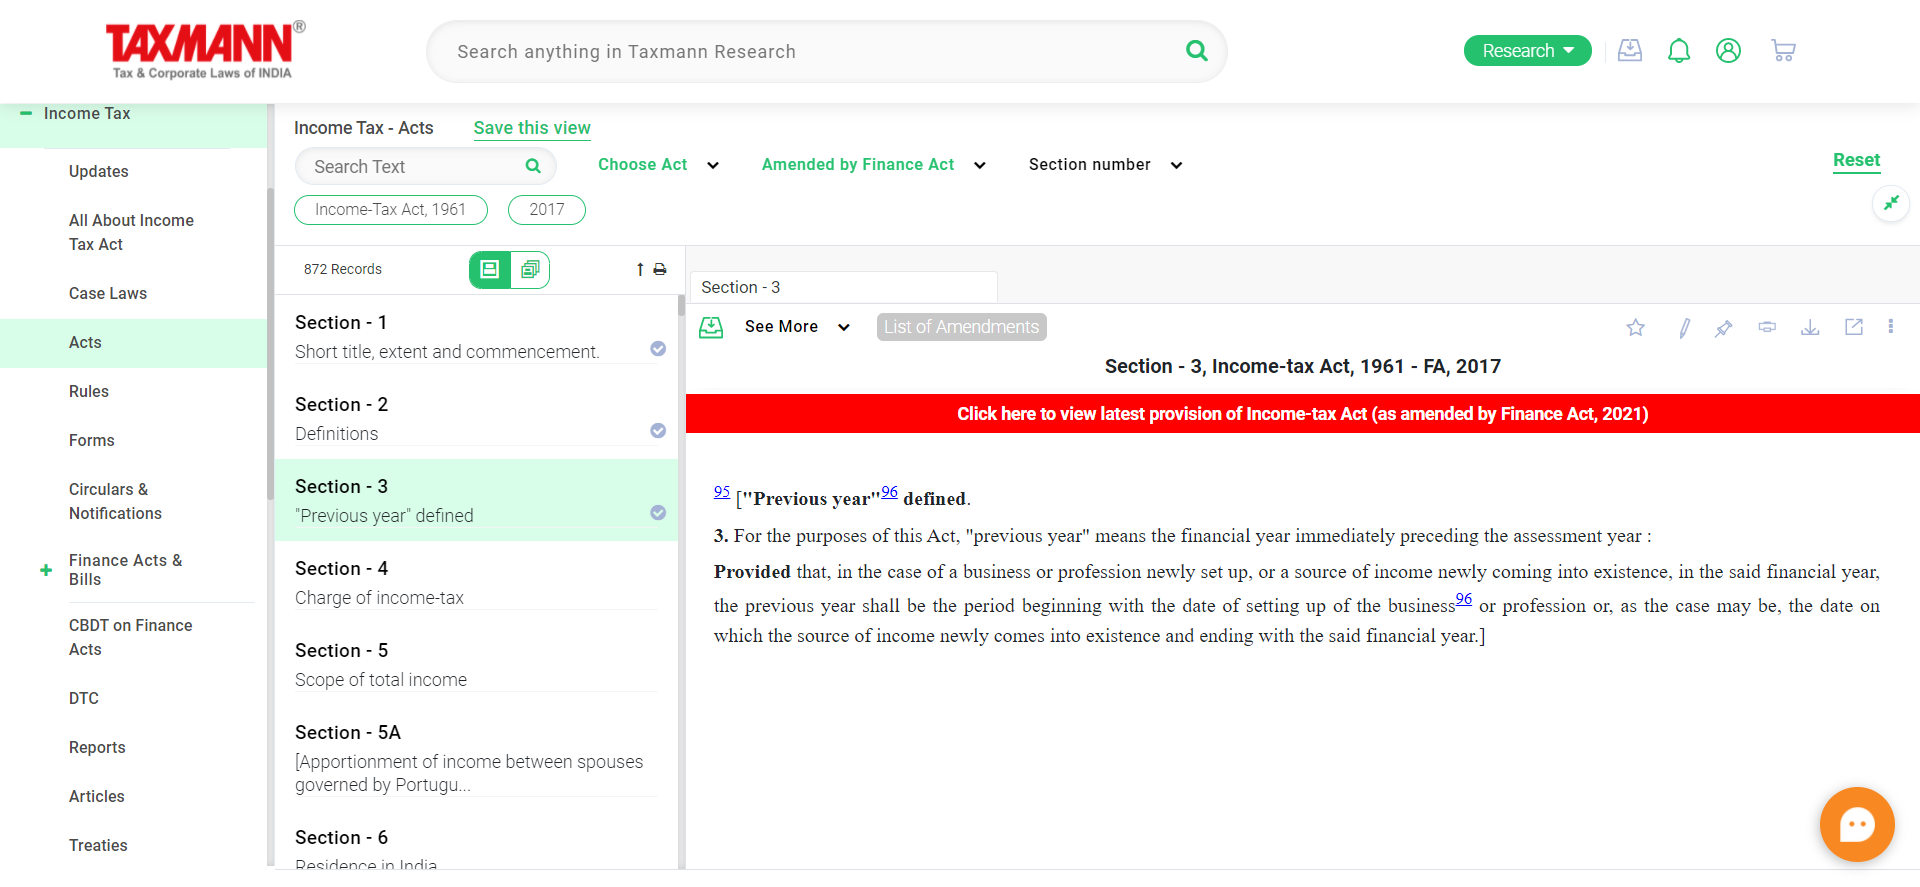 TAXMANN®
Tax & Corporate Laws of INDIA
Search anything in Taxmann Research
Research
Income Tax
Updates
All About Income
Tax Act
Case Laws
Acts
Rules
Forms
Circulars &
Notifications
Finance Acts &
Bills
CBDT on Finance
Acts
DTC
Reports
Articles
Treaties
Income Tax - Acts
Save this view
Search Text
Choose Act
Amended by Finance Act
Section number
Reset
Income-Tax Act, 1961
2017
872 Records
Section - 1
Short title, extent and commencement.
Section - 2
Definitions
Section - 3
"Previous year" defined
Section - 4
Charge of income-tax
Section - 5
Scope of total income
Section - 5A
[Apportionment of income between spouses
governed by Portugu...
Section - 6
Residence in India
Section - 3
See More
List of Amendments
Section - 3, Income-tax Act, 1961 - FA, 2017
Click here to view latest provision of Income-tax Act (as amended by Finance Act, 2021)
95 ["Previous year"96 defined.
3. For the purposes of this Act, "previous year" means the financial year immediately preceding the assessment year :
Provided that, in the case of a business or profession newly set up, or a source of income newly coming into existence, in the said financial year,
the previous year shall be the period beginning with the date of setting up of the business96 or profession or, as the case may be, the date on
which the source of income newly comes into existence and ending with the said financial year.]